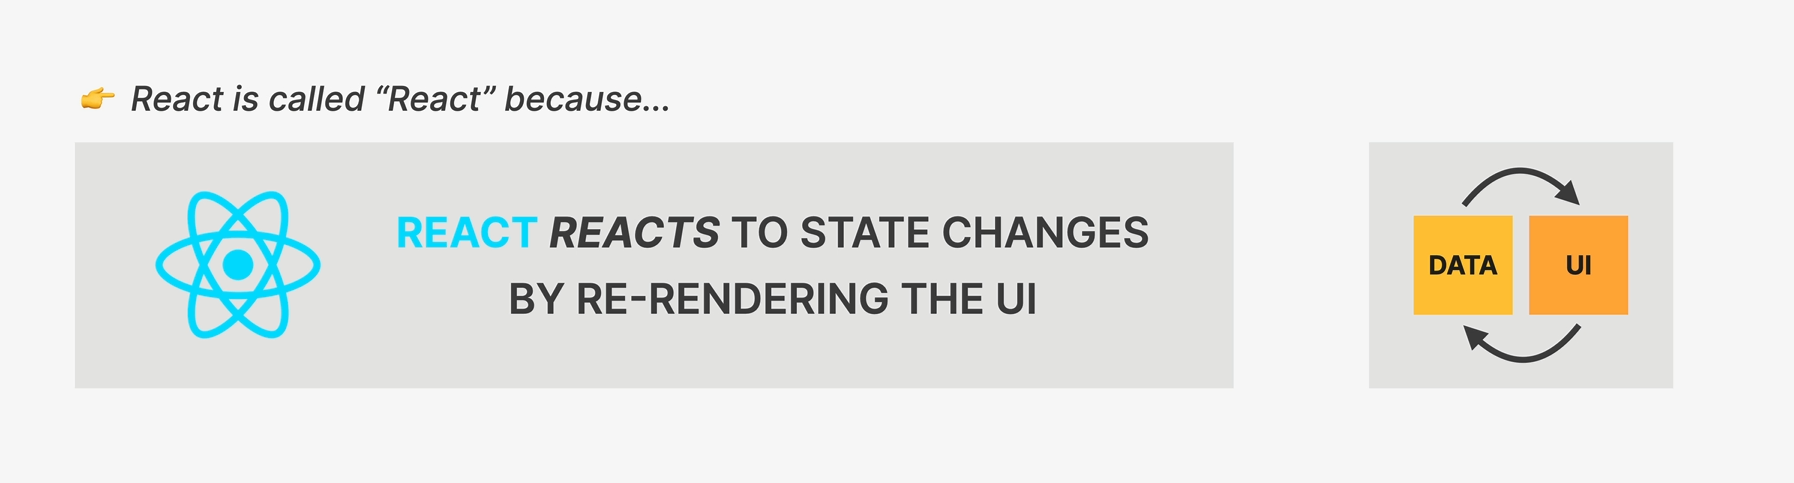 👉 React is called “React” because...
REACT REACTS TO STATE CHANGES
BY RE-RENDERING THE UI
DATA
UI